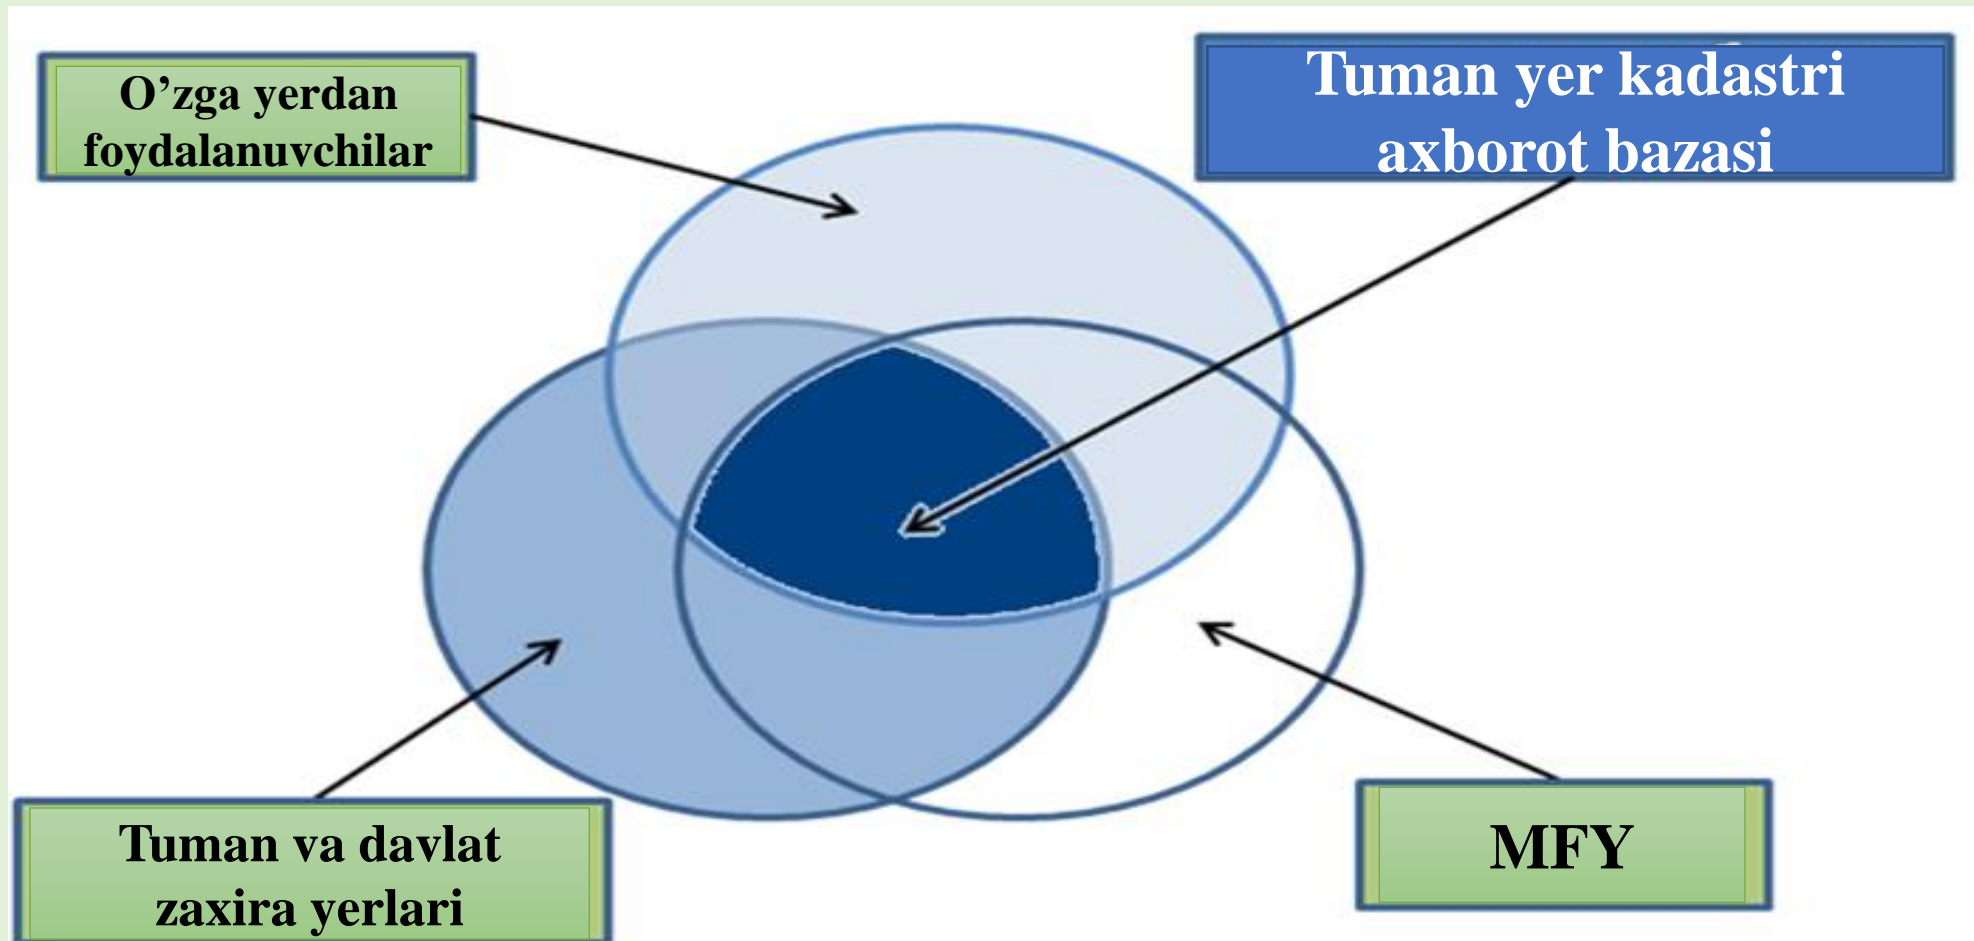 O’zga yerdan
foydalanuvchilar
Tuman yer kadastri
axborot bazasi
Tuman va davlat
zaxira yerlari
MFY